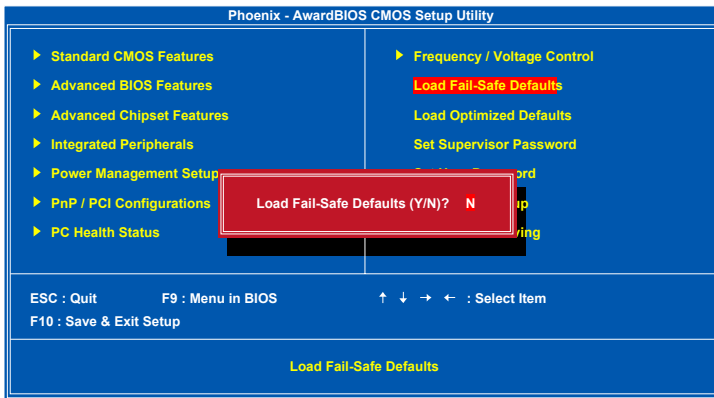 Phoenix - AwardBIOS CMOS Setup Utility
Standard CMOS Features
Advanced BIOS Features
Advanced Chipset Features
Integrated Peripherals
Power Management Setup
PnP / PCI Configurations
PC Health Status
Frequency / Voltage Control
Load Fail-Safe Defaults
Load Optimized Defaults
Set Supervisor Password
Load Fail-Safe Defaults (Y/N)? N
ESC : Quit F9 : Menu in BIOS ↑ ↓ → ← : Select Item
F10 : Save & Exit Setup
Load Fail-Safe Defaults